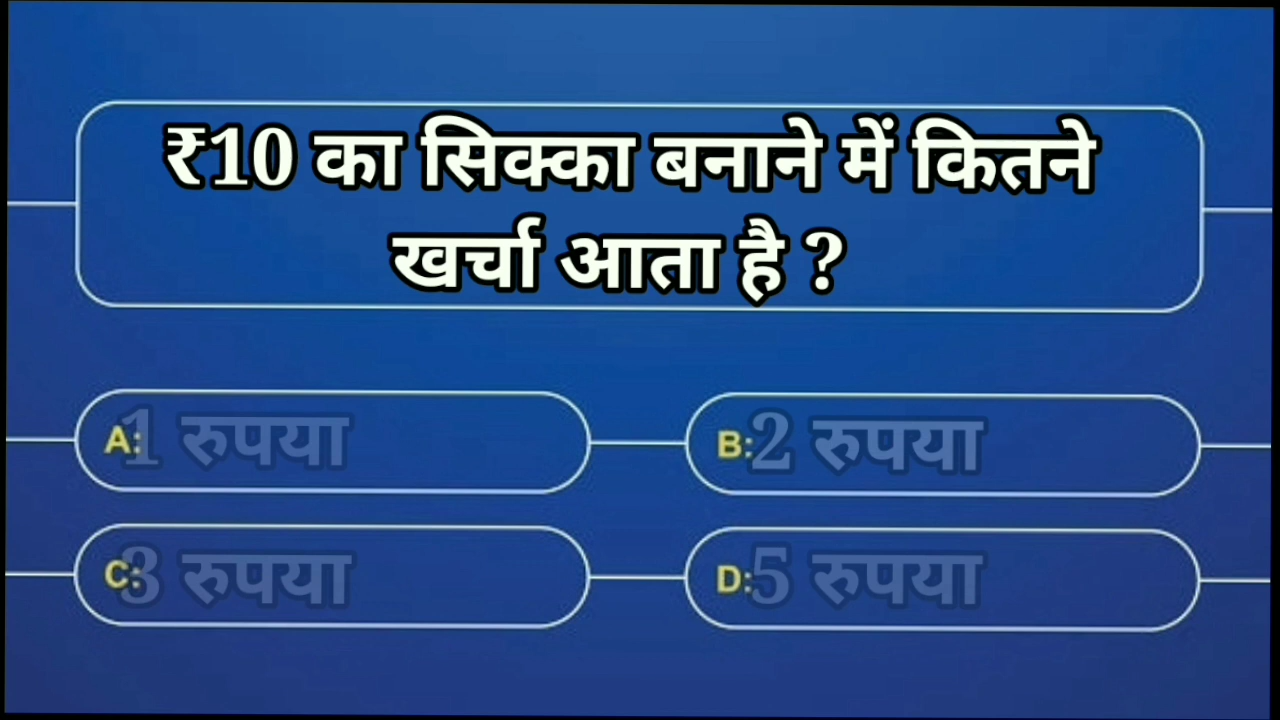 ₹10 का सिक्का बनाने में कितने
खर्चा आता है ?
A: 1 रुपया
B: 2 रुपया
C: 3 रुपया
D: 5 रुपया